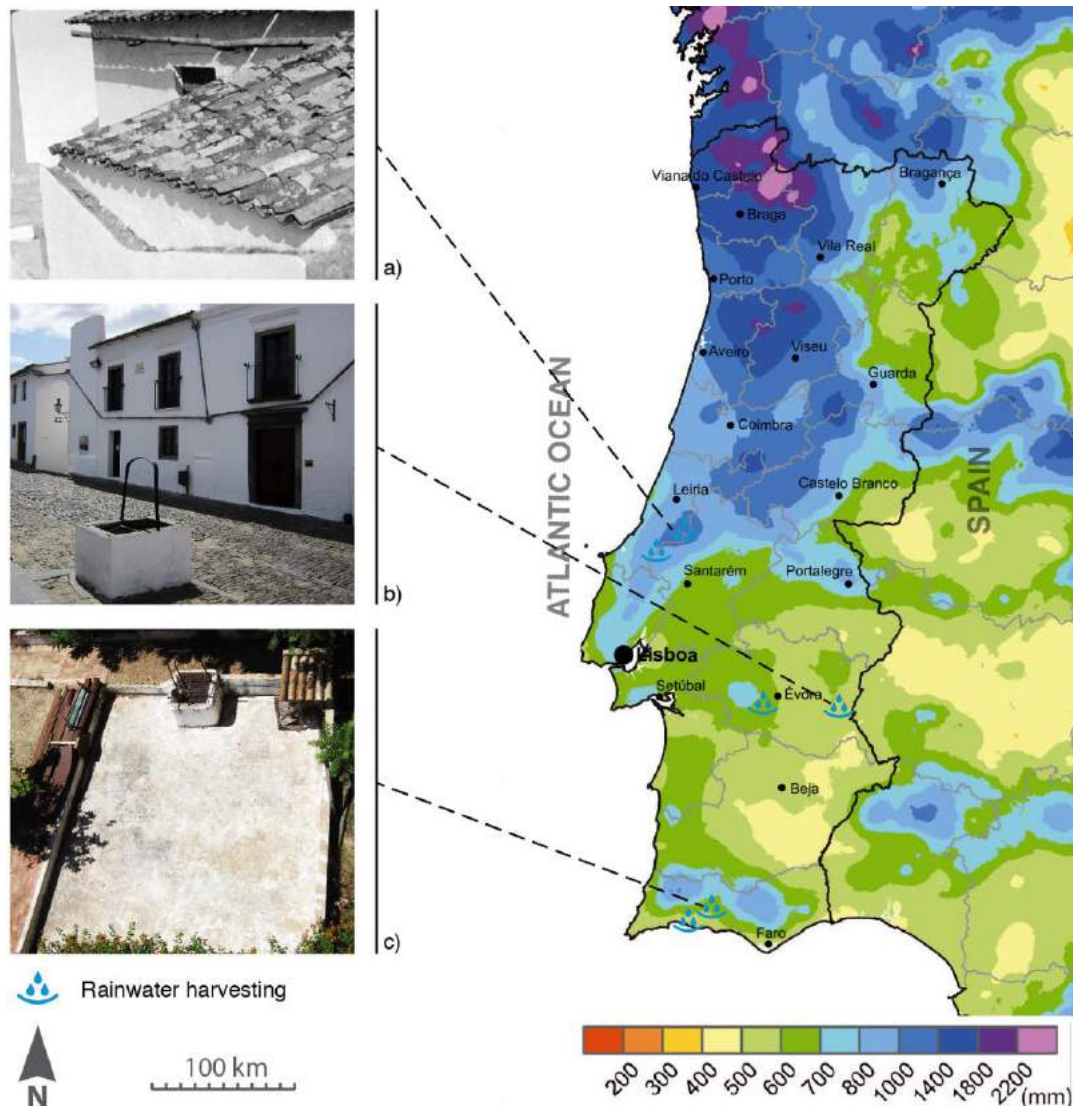 a)
b)
c)
Rainwater harvesting
N
100 km
ATLANTIC OCEAN
SPAIN
Viana do Castelo
Bragança
Braga
Vila Real
Porto
Aveiro
Viseu
Guarda
Coimbra
Leiria
Castelo Branco
Santarém
Portalegre
Lisboa
Setúbal
Évora
Beja
Faro
200
300
400
500
600
700
800
1000
1400
1800
2200
(mm)